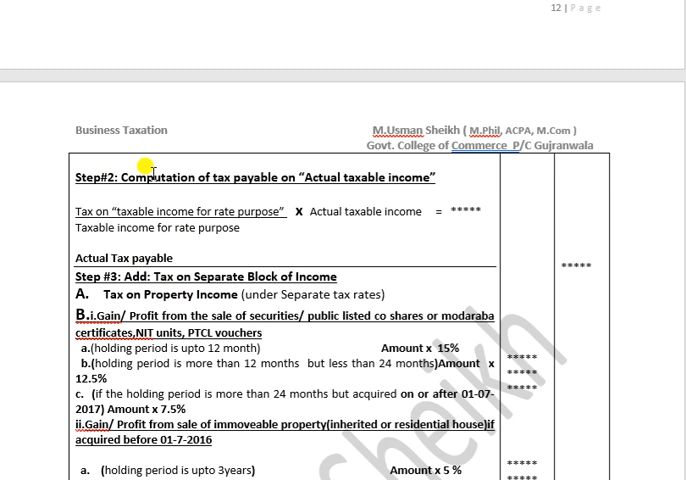 12 | P a g e
Business Taxation
M.Usman Sheikh ( M.Phil, ACPA, M.Com )
Govt. College of Commerce P/C Gujranwala
Step#2: Computation of tax payable on “Actual taxable income”
Tax on “taxable income for rate purpose” X Actual taxable income = *****
Taxable income for rate purpose
Actual Tax payable
*****
Step #3: Add: Tax on Separate Block of Income
A. Tax on Property Income (under Separate tax rates)
B.i.Gain/ Profit from the sale of securities/ public listed co shares or modaraba
certificates,NIT units, PTCL vouchers
a.(holding period is upto 12 month) Amount x 15%
*****
b.(holding period is more than 12 months but less than 24 months)Amount x
*****
12.5%
c. (if the holding period is more than 24 months but acquired on or after 01-07-
*****
2017) Amount x 7.5%
ii.Gain/ Profit from sale of immoveable property(inherited or residential house)if
acquired before 01-7-2016
*****
a. (holding period is upto 3years) Amount x 5 %
*****
sheikh